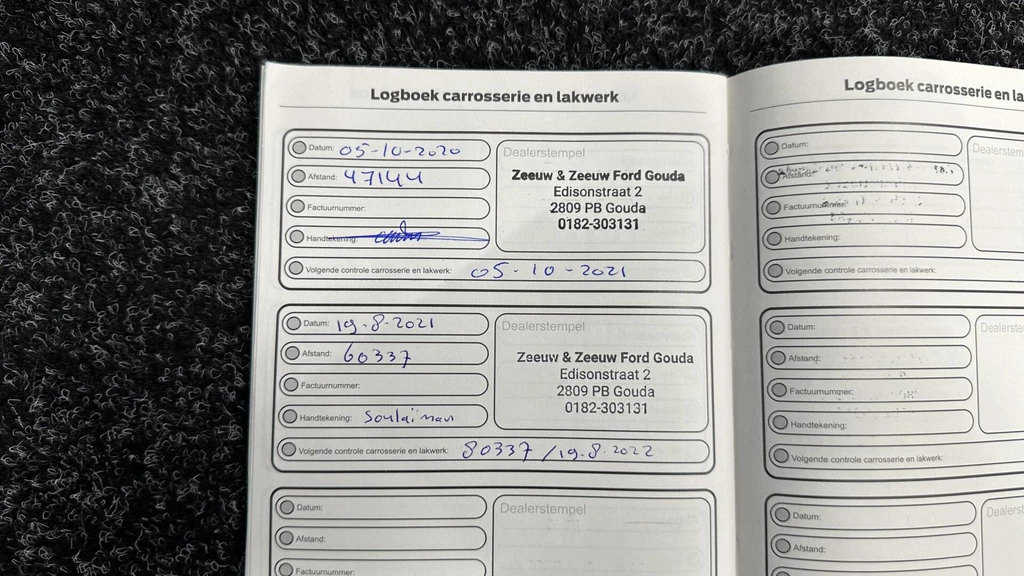 Logboek carrosserie en lakwerk
Datum: 05-10-2020
Afstand: 47144
Factuurnummer:
Handtekening:
Dealerstempel
Zeeuw & Zeeuw Ford Gouda
Edisonstraat 2
2809 PB Gouda
0182-303131
Volgende controle carrosserie en lakwerk: 05-10-2021
Datum: 19-8-2021
Afstand: 60337
Factuurnummer:
Handtekening: Soulaïman
Dealerstempel
Zeeuw & Zeeuw Ford Gouda
Edisonstraat 2
2809 PB Gouda
0182-303131
Volgende controle carrosserie en lakwerk: 80337 / 19-8-2022
Datum:
Afstand:
Factuurnummer:
Dealerstempel
Logboek carrosserie en la
Datum:
Afstand:
Factuurnummer:
Handtekening:
Dealerstem
Volgende controle carrosserie en lakwerk:
Datum:
Afstand:
Factuurnummer:
Handtekening:
Dealerste
Volgende controle carrosserie en lakwerk:
Datum:
Afstand:
Dealerst